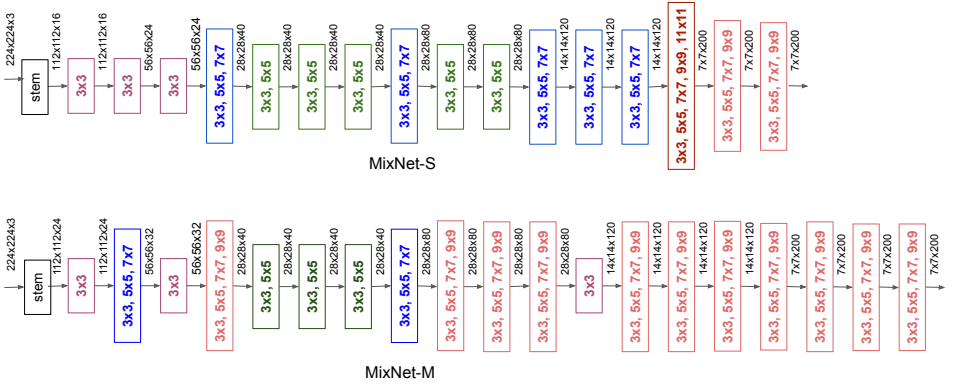 224x224x3
stem
112x112x16
3x3
112x112x16
3x3
56x56x24
3x3
56x56x24
3x3, 5x5, 7x7
28x28x40
3x3, 5x5
28x28x40
3x3, 5x5
28x28x40
3x3, 5x5
28x28x40
3x3, 5x5, 7x7
28x28x80
3x3, 5x5
28x28x80
3x3, 5x5
28x28x80
3x3, 5x5, 7x7
14x14x120
3x3, 5x5, 7x7
14x14x120
3x3, 5x5, 7x7
14x14x120
3x3, 5x5, 7x7, 9x9, 11x11
7x7x200
3x3, 5x5, 7x7, 9x9
7x7x200
3x3, 5x5, 7x7, 9x9
7x7x200
MixNet-S
224x224x3
stem
112x112x24
3x3
112x112x24
3x3, 5x5, 7x7
56x56x32
3x3
56x56x32
3x3, 5x5, 7x7, 9x9
28x28x40
3x3, 5x5
28x28x40
3x3, 5x5
28x28x40
3x3, 5x5
28x28x40
3x3, 5x5, 7x7
28x28x80
3x3, 5x5, 7x7, 9x9
28x28x80
3x3, 5x5, 7x7, 9x9
28x28x80
3x3, 5x5, 7x7, 9x9
28x28x80
3x3
14x14x120
3x3, 5x5, 7x7, 9x9
14x14x120
3x3, 5x5, 7x7, 9x9
14x14x120
3x3, 5x5, 7x7, 9x9
14x14x120
3x3, 5x5, 7x7, 9x9
7x7x200
3x3, 5x5, 7x7, 9x9
7x7x200
3x3, 5x5, 7x7, 9x9
7x7x200
3x3, 5x5, 7x7, 9x9
7x7x200
MixNet-M